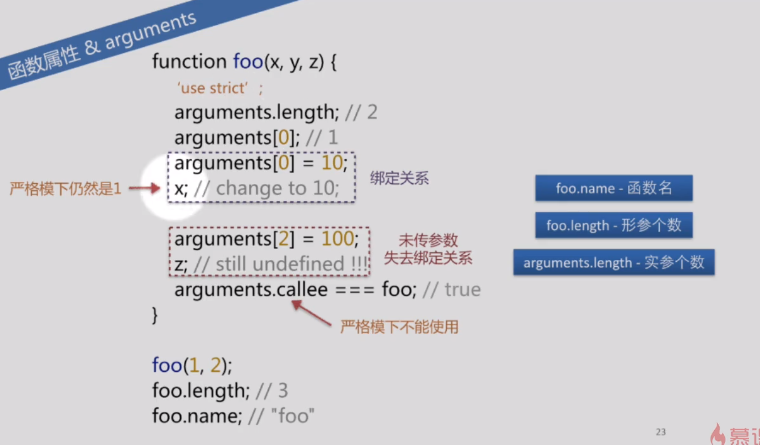 函数属性 & arguments
function foo(x, y, z) {
‘use strict’ ;
arguments.length; // 2
arguments[0]; // 1
arguments[0] = 10;
x; // change to 10;
绑定关系
严格模下仍然是1
arguments[2] = 100;
z; // still undefined !!!
未传参数
失去绑定关系
arguments.callee === foo; // true
}
严格模下不能使用
foo(1, 2);
foo.length; // 3
foo.name; // "foo"
foo.name - 函数名
foo.length - 形参个数
arguments.length - 实参个数
23
慕课